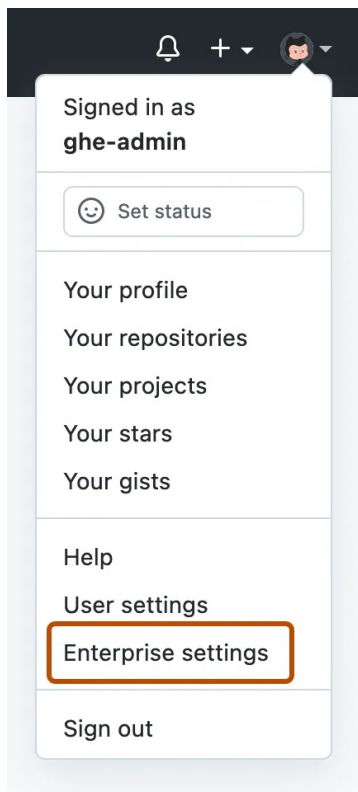 Signed in as
ghe-admin
Set status
Your profile
Your repositories
Your projects
Your stars
Your gists
Help
User settings
Enterprise settings
Sign out